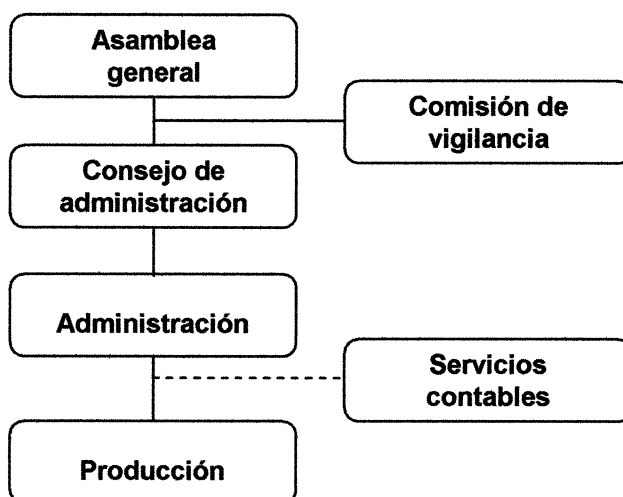 Asamblea
general
Comisión de
vigilancia
Consejo de
administración
Administración
Servicios
contables
Producción